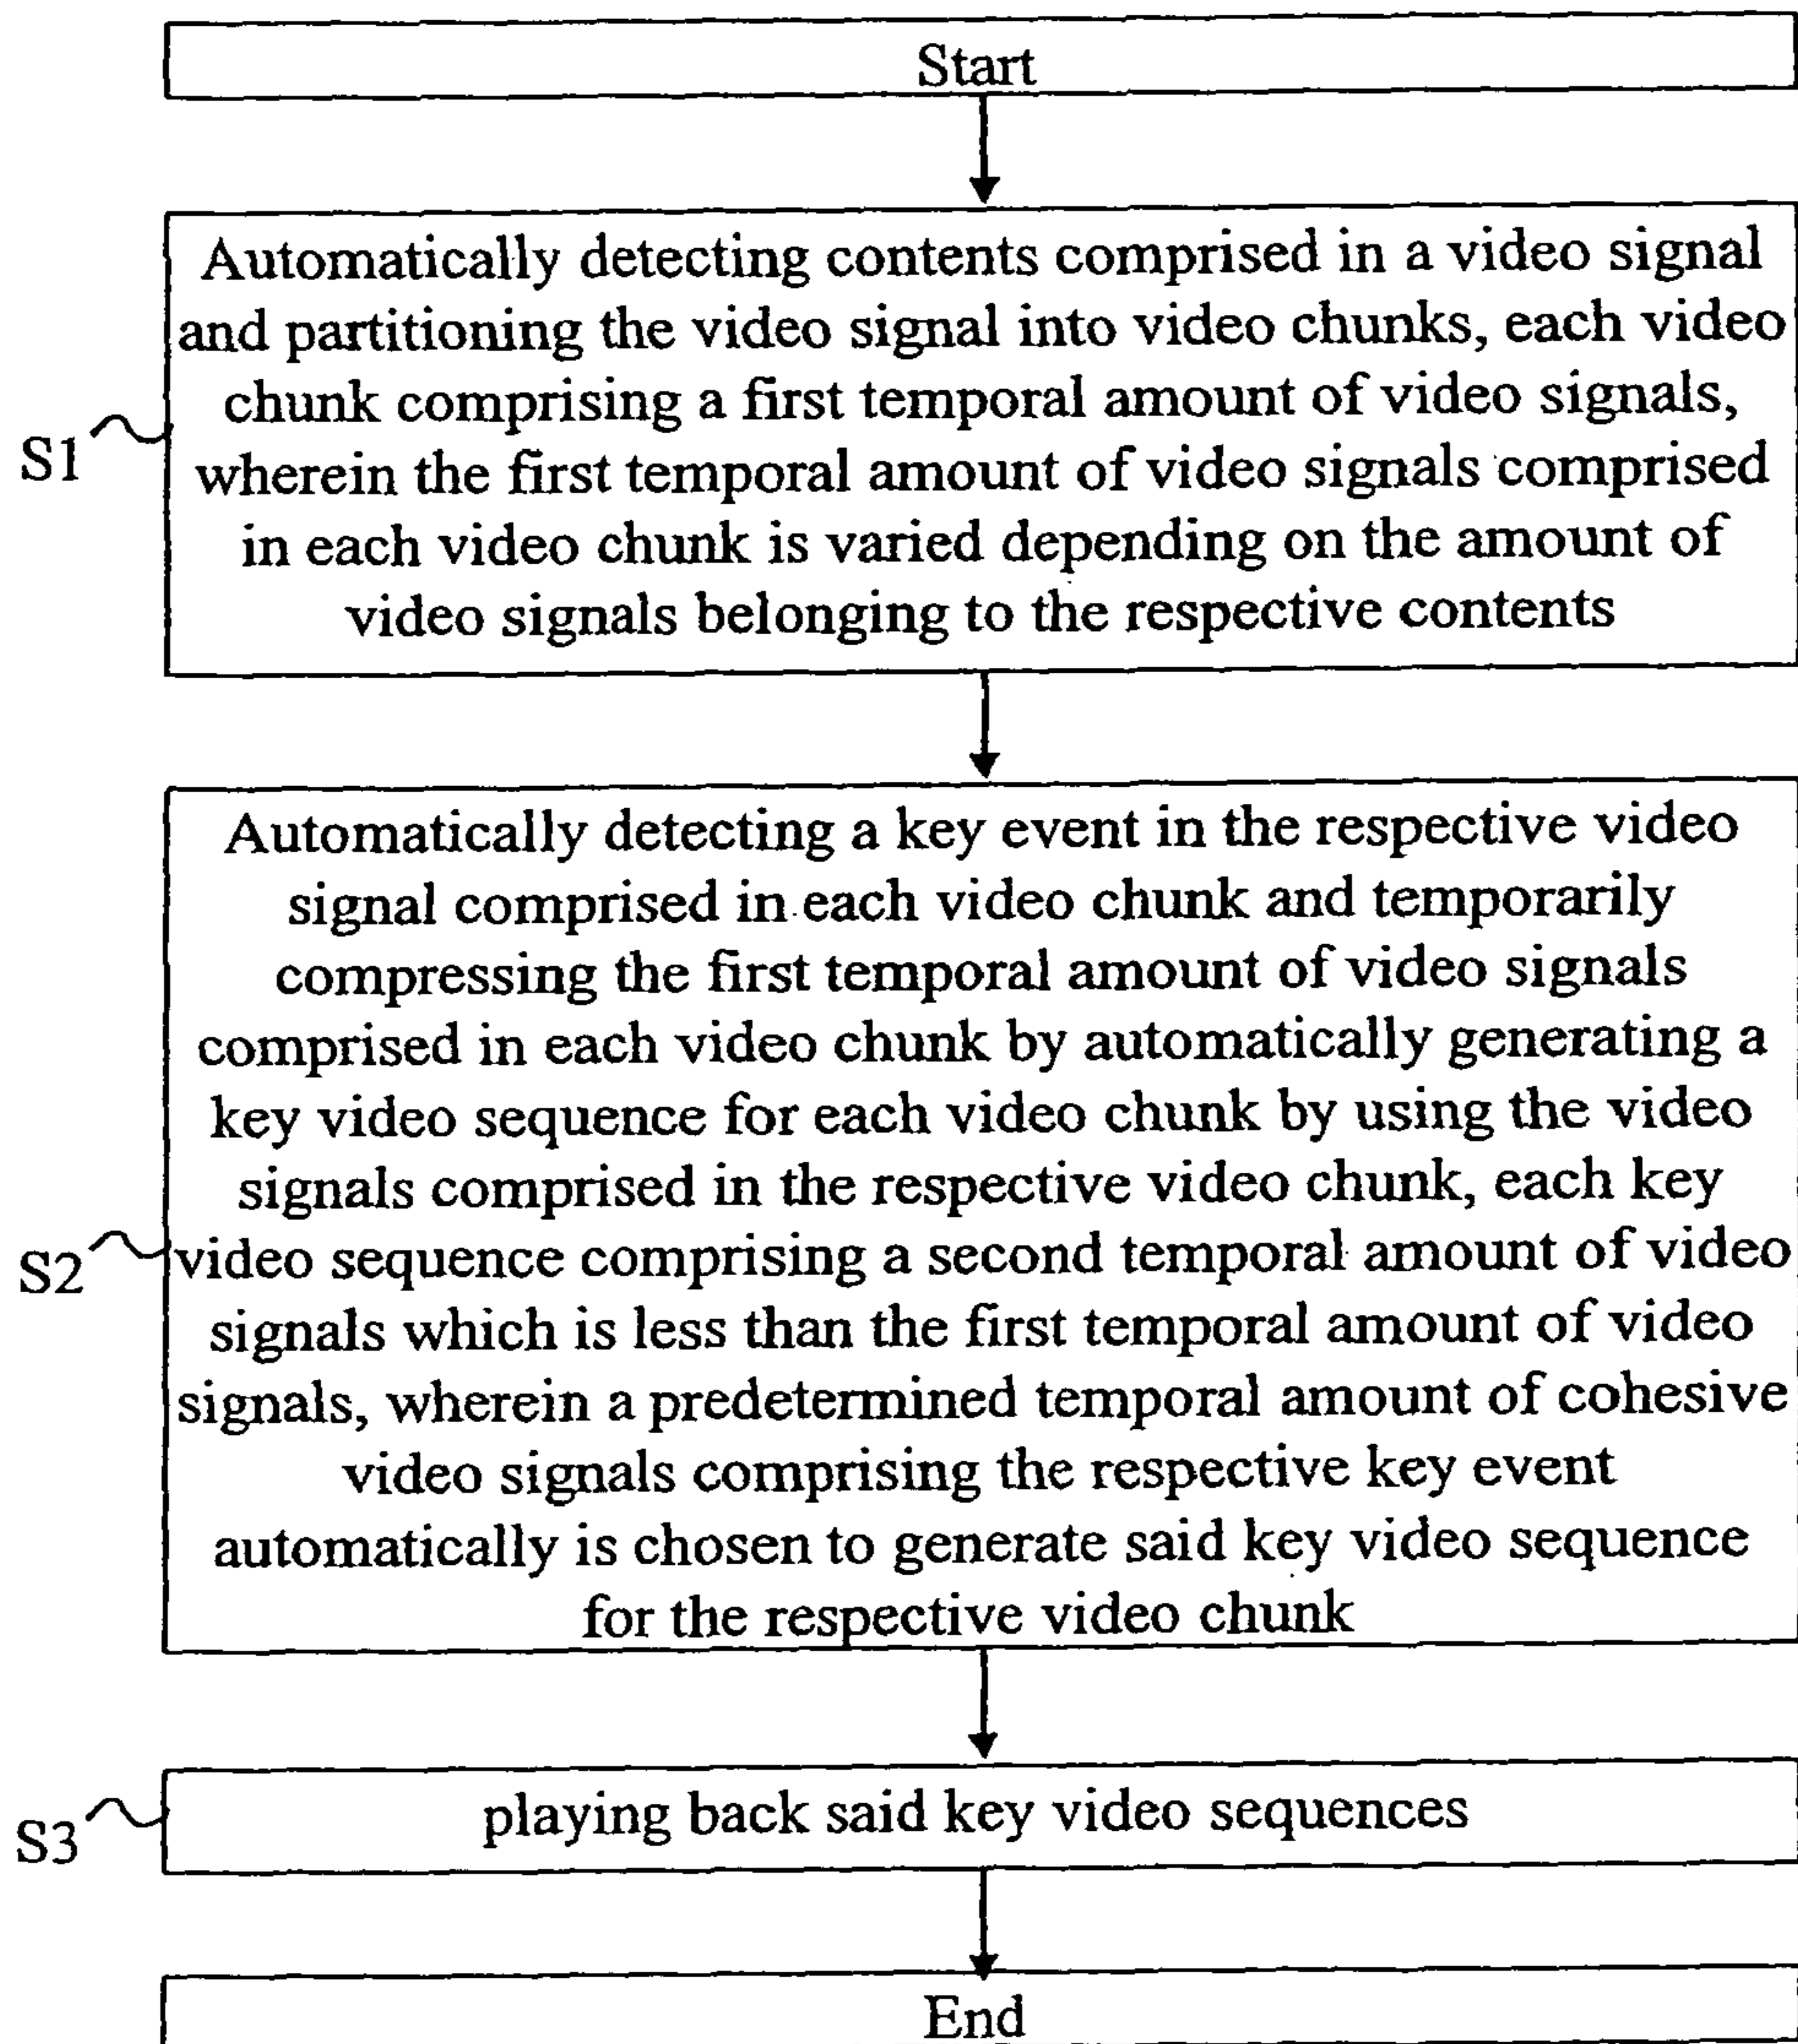 Start
Automatically detecting contents comprised in a video signal
and partitioning the video signal into video chunks, each video
chunk comprising a first temporal amount of video signals,
S1
wherein the first temporal amount of video signals comprised
in each video chunk is varied depending on the amount of
video signals belonging to the respective contents
Automatically detecting a key event in the respective video
signal comprised in each video chunk and temporarily
compressing the first temporal amount of video signals
comprised in each video chunk by automatically generating a
key video sequence for each video chunk by using the video
signals comprised in the respective video chunk, each key
S2
video sequence comprising a second temporal amount of video
signals which is less than the first temporal amount of video
signals, wherein a predetermined temporal amount of cohesive
video signals comprising the respective key event
automatically is chosen to generate said key video sequence
for the respective video chunk
S3
playing back said key video sequences
End